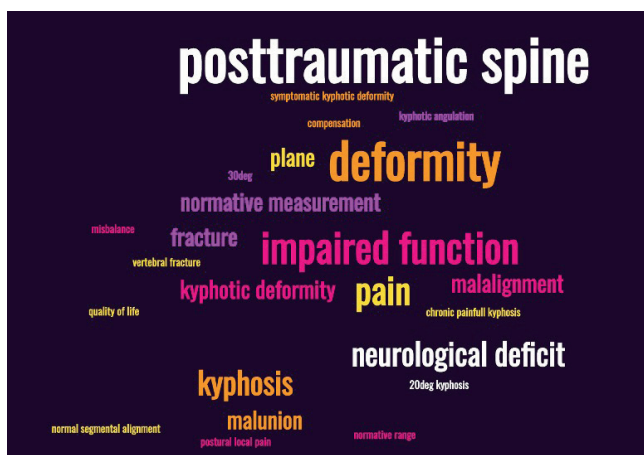 posttraumatic spine
symptomatic kyphotic deformity
kyphotic angulation
compensation
plane
deformity
30deg
normative measurement
misbalance
fracture
impaired function
vertebral fracture
kyphotic deformity
pain
malalignment
quality of life
chronic painfull kyphosis
neurological deficit
kyphosis
20deg kyphosis
malunion
normal segmental alignment
postural local pain
normative range